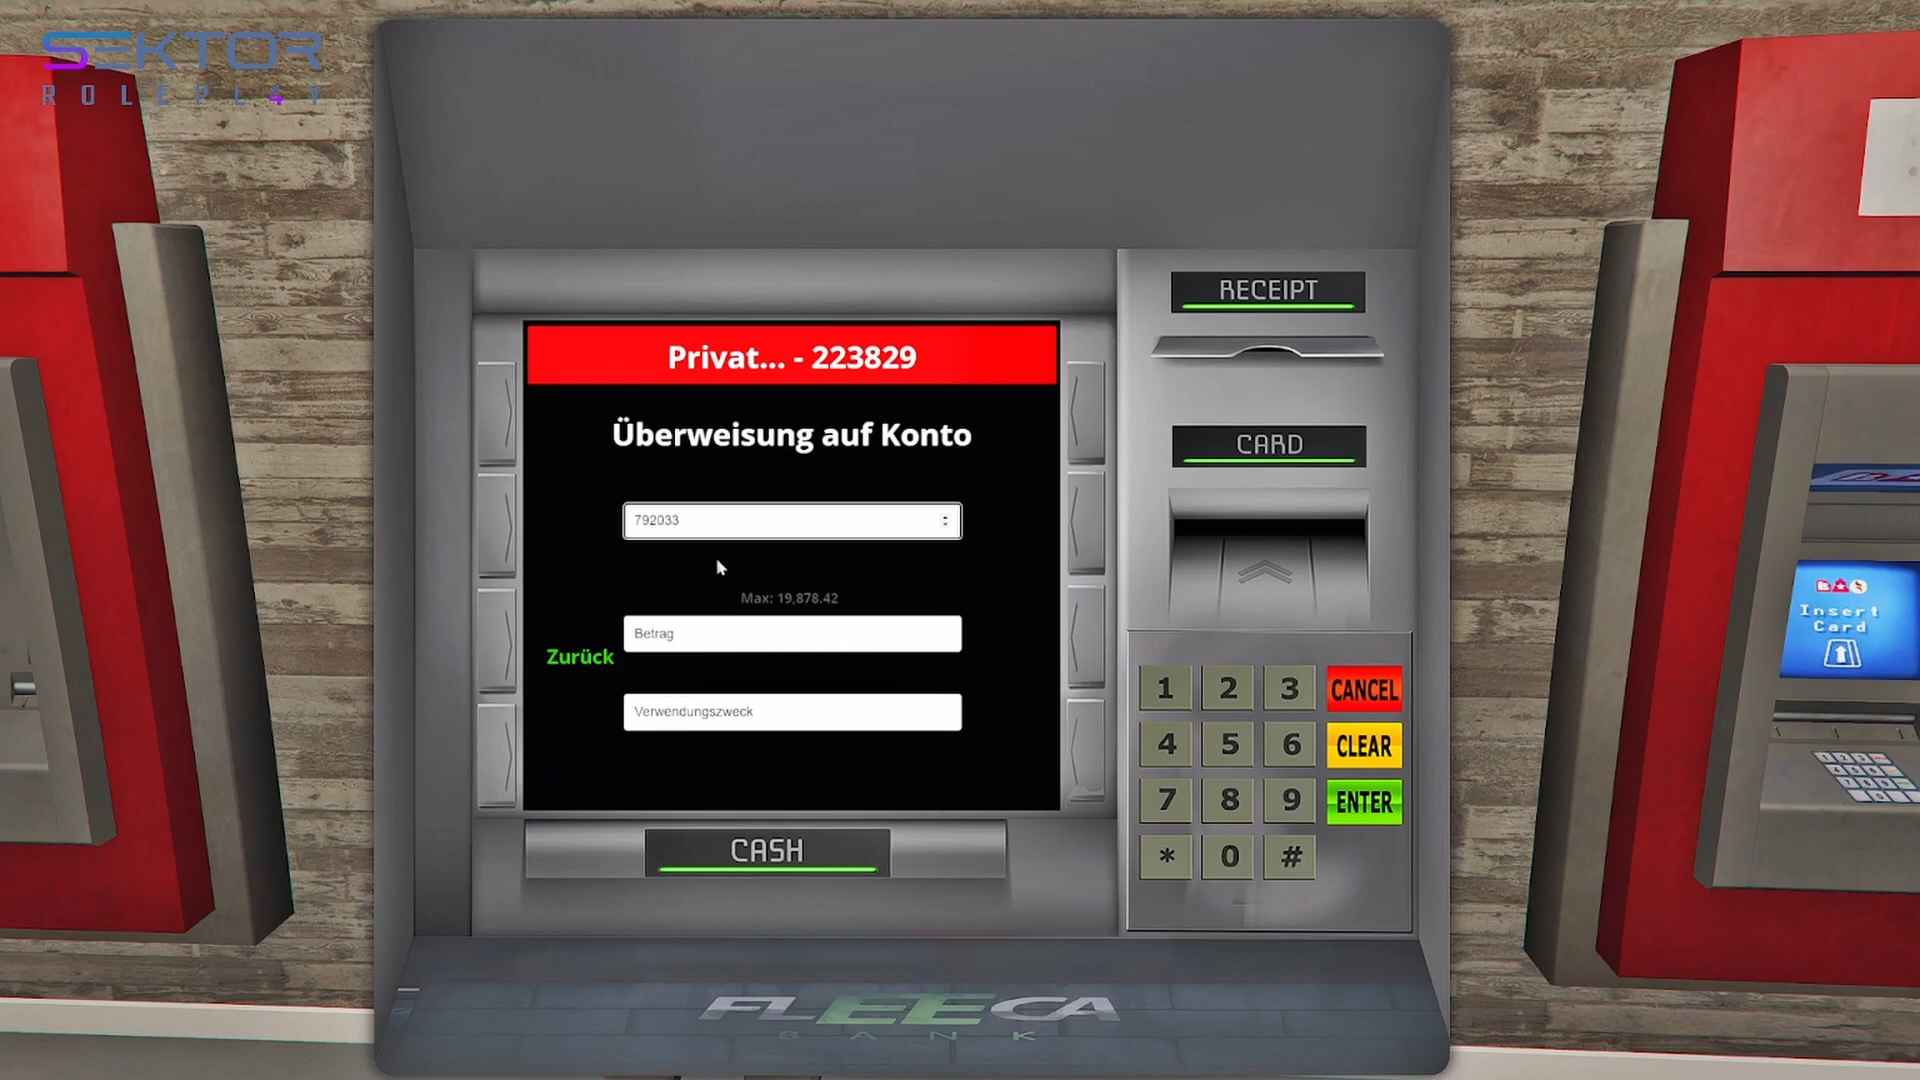 SEKTOR
ROLEPL4Y
RECEIPT
Privat... - 223829
Überweisung auf Konto
CARD
792033
Max: 19,878.42
Betrag
Zurück
Verwendungszweck
Insert
Card
1 2 3 CANCEL
4 5 6 CLEAR
7 8 9 ENTER
* 0 #
CASH
FLEECA
BANK